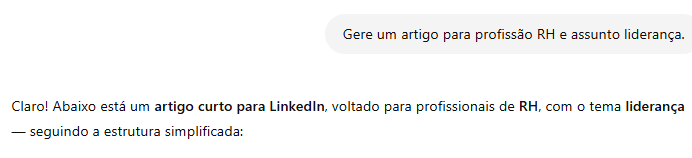 Gere um artigo para profissão RH e assunto liderança.
Claro! Abaixo está um artigo curto para LinkedIn, voltado para profissionais de RH, com o tema liderança
— seguindo a estrutura simplificada: